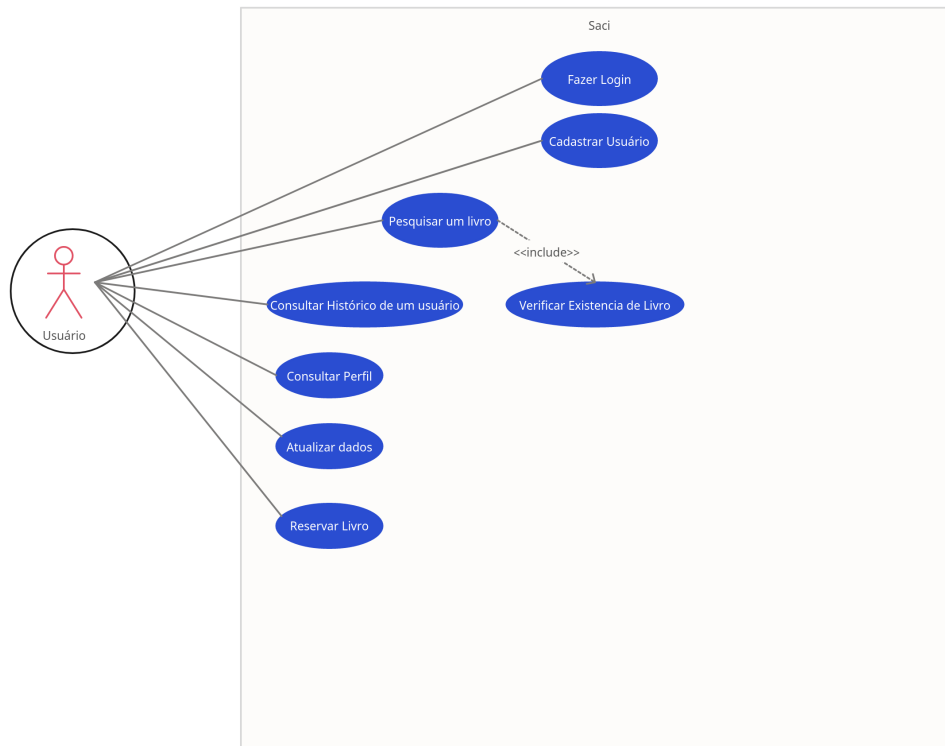 Saci
Fazer Login
Cadastrar Usuário
Pesquisar um livro
<<include>>
Consultar Histórico de um usuário
Verificar Existencia de Livro
Usuário
Consultar Perfil
Atualizar dados
Reservar Livro